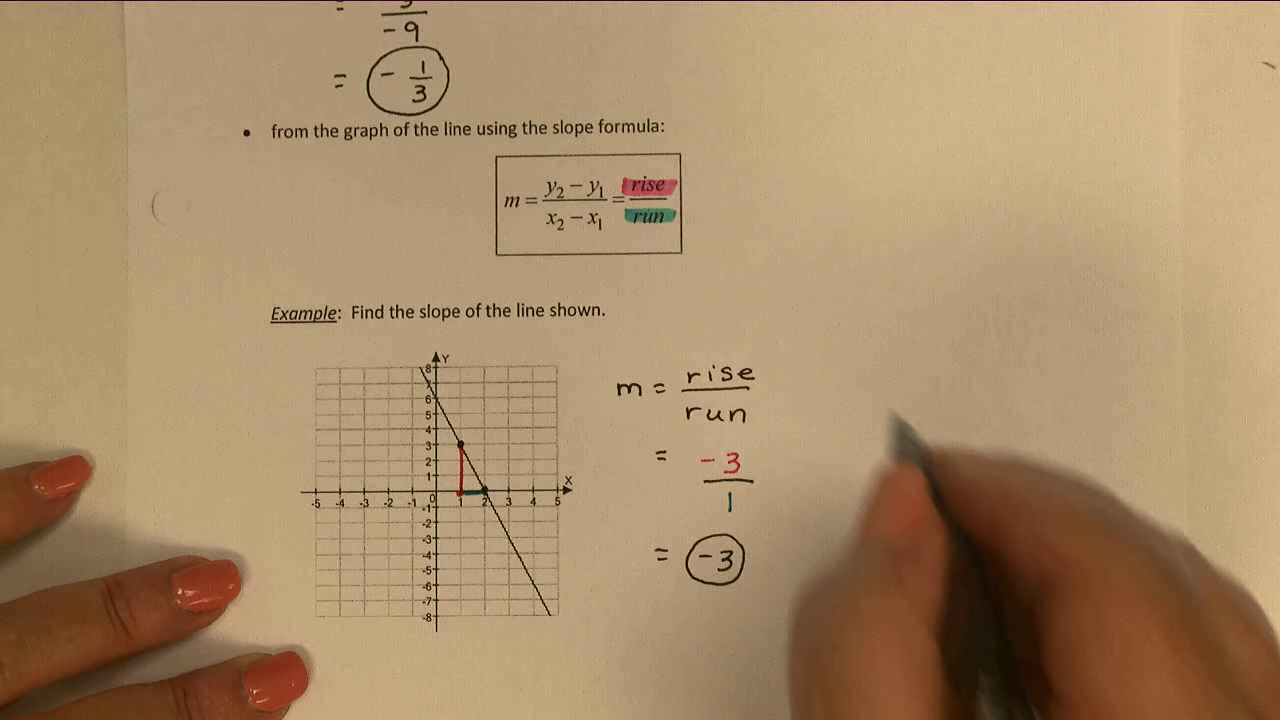 =
-9
= - 1/3
• from the graph of the line using the slope formula:
m = (y₂ − y₁)/(x₂ − x₁) = rise/run
Example: Find the slope of the line shown.
Y
8
6
5
4
3
2
1
X
-5 -4 -3 -2 -1 0 1 2 3 4 5
-1
-2
-3
-4
-5
-6
-7
-8
m = rise/run
= -3/1
= -3